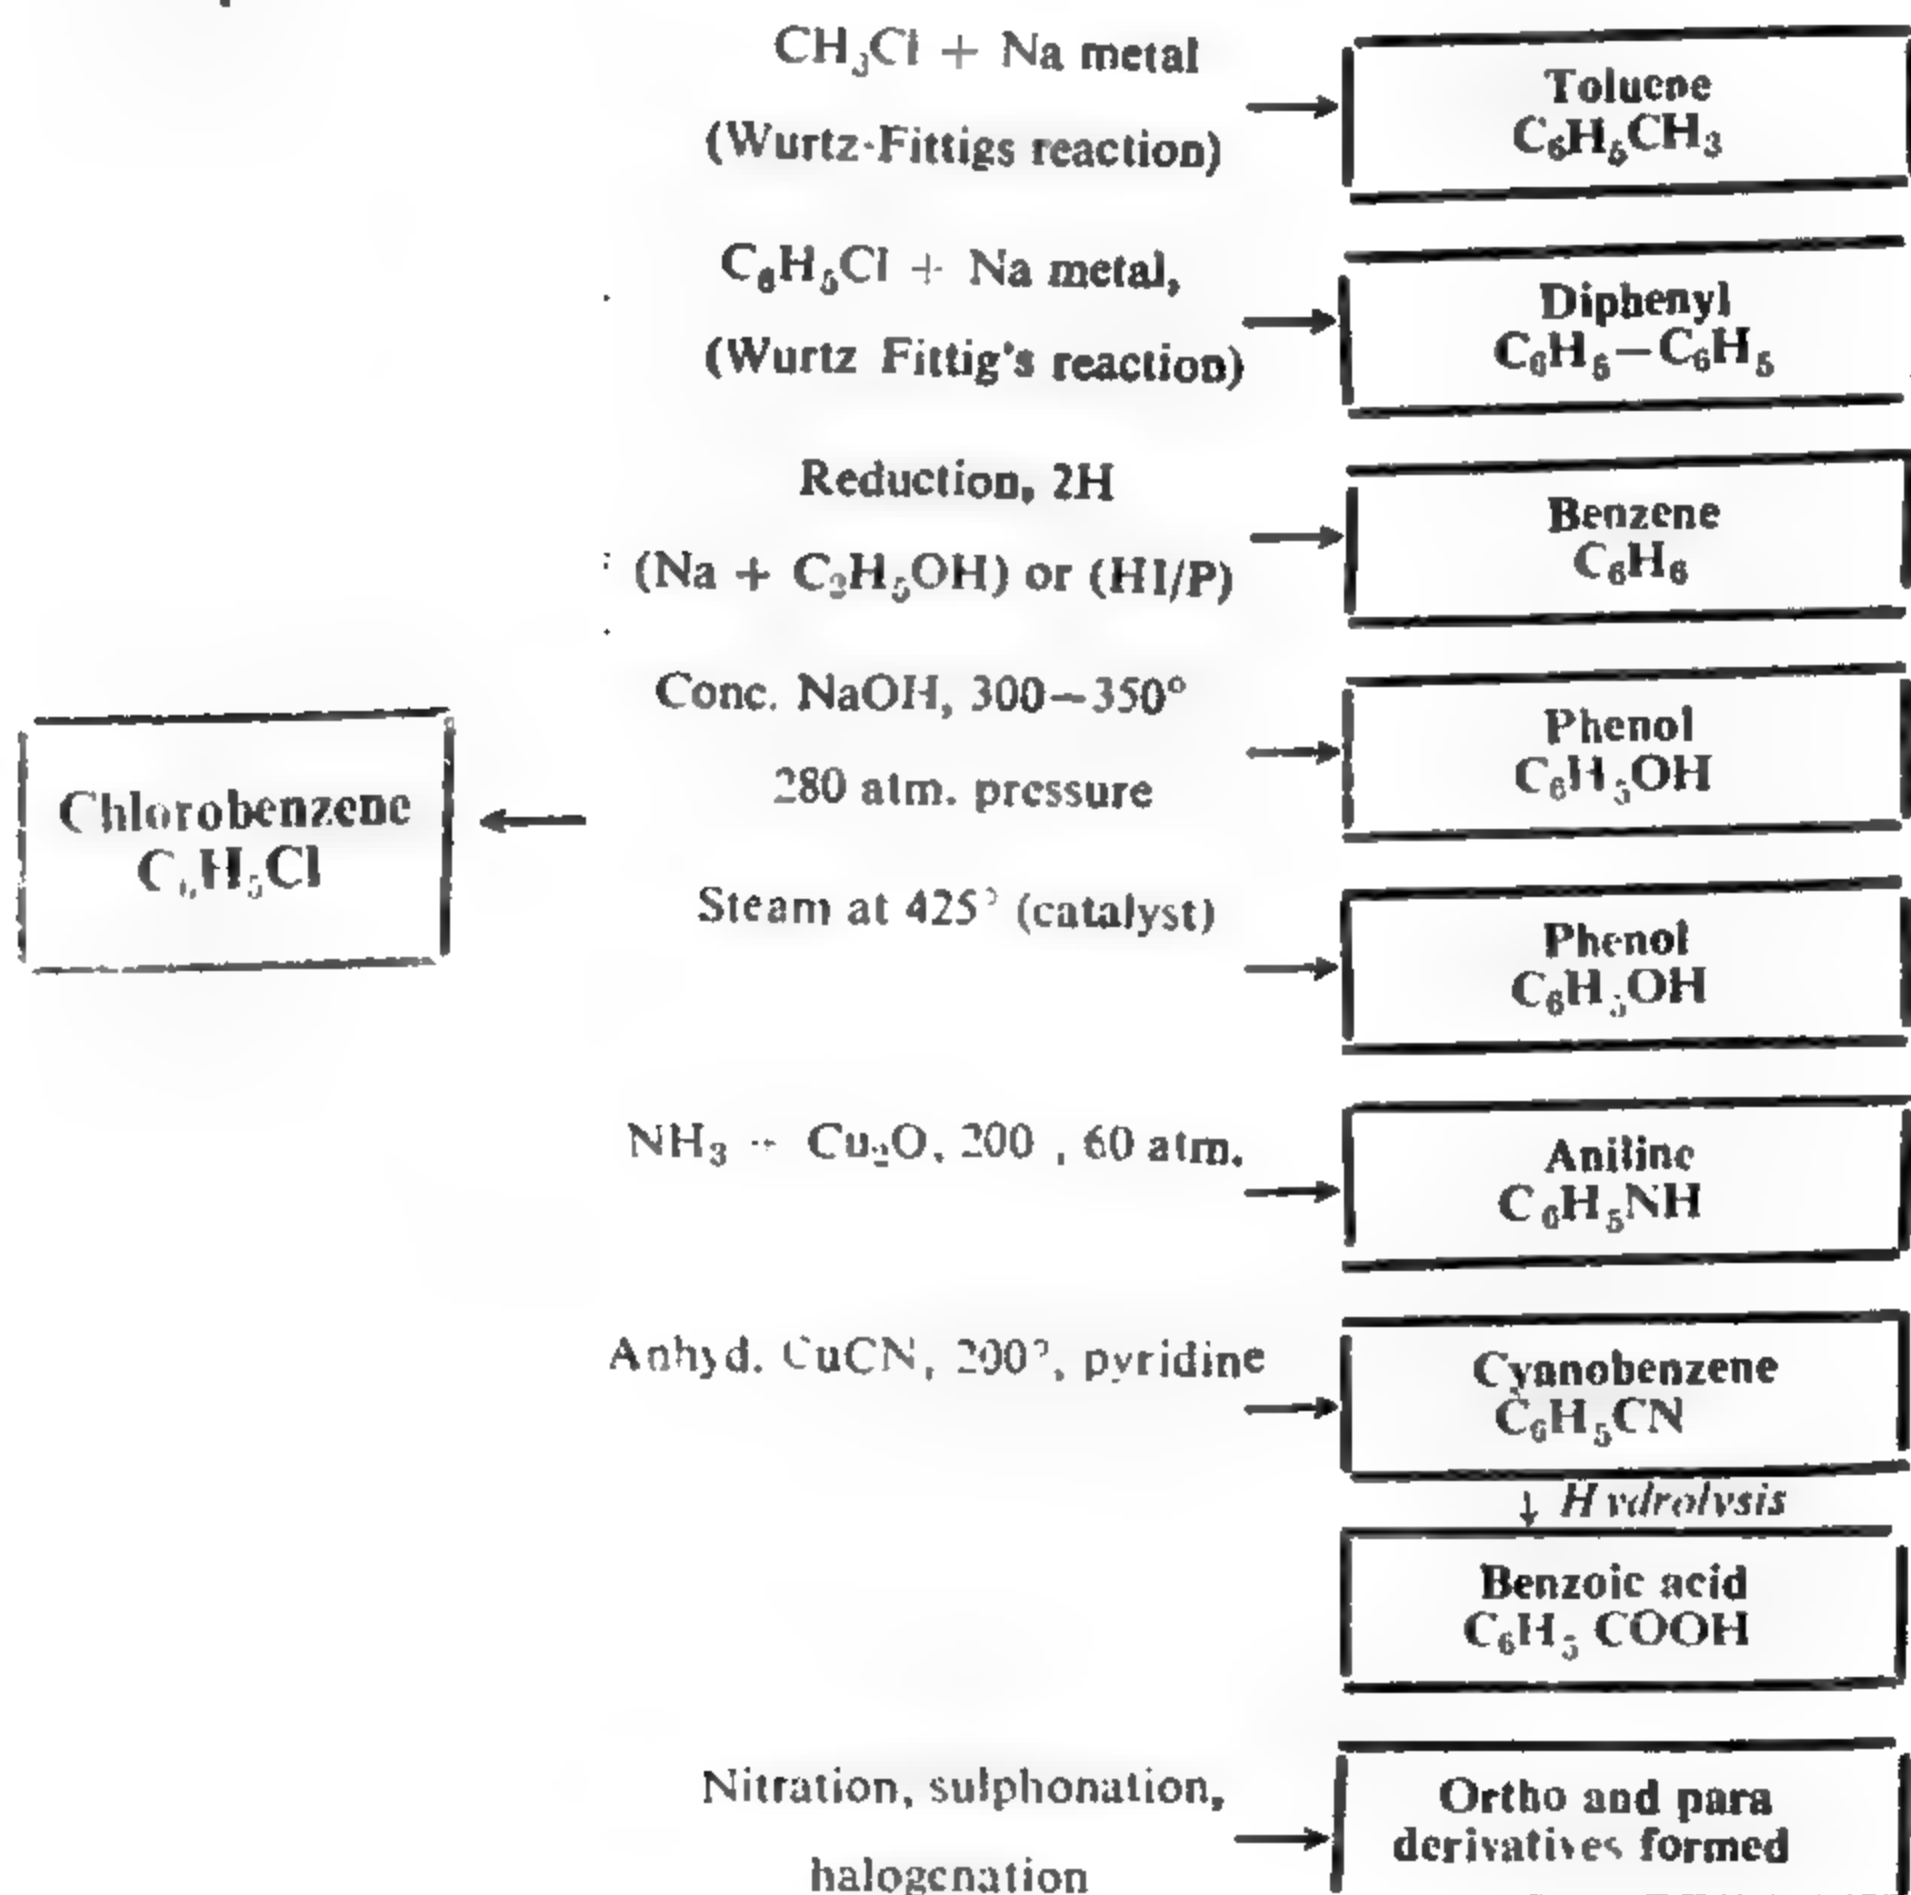 CH₃Cl + Na metal
(Wurtz-Fittigs reaction)
Toluene
C₆H₅CH₃
C₆H₅Cl + Na metal,
(Wurtz Fittig's reaction)
Diphenyl
C₆H₅—C₆H₅
Reduction, 2H
(Na + C₂H₅OH) or (HI/P)
Benzene
C₆H₆
Conc. NaOH, 300—350°
280 atm. pressure
Phenol
C₆H₅OH
Chlorobenzene
C₆H₅Cl
Steam at 425° (catalyst)
Phenol
C₆H₅OH
NH₃ + Cu₂O, 200 , 60 atm.
Aniline
C₆H₅NH
Anhyd. CuCN, 200°, pyridine
Cyanobenzene
C₆H₅CN
↓ Hydrolysis
Benzoic acid
C₆H₅ COOH
Nitration, sulphonation,
halogenation
Ortho and para
derivatives formed